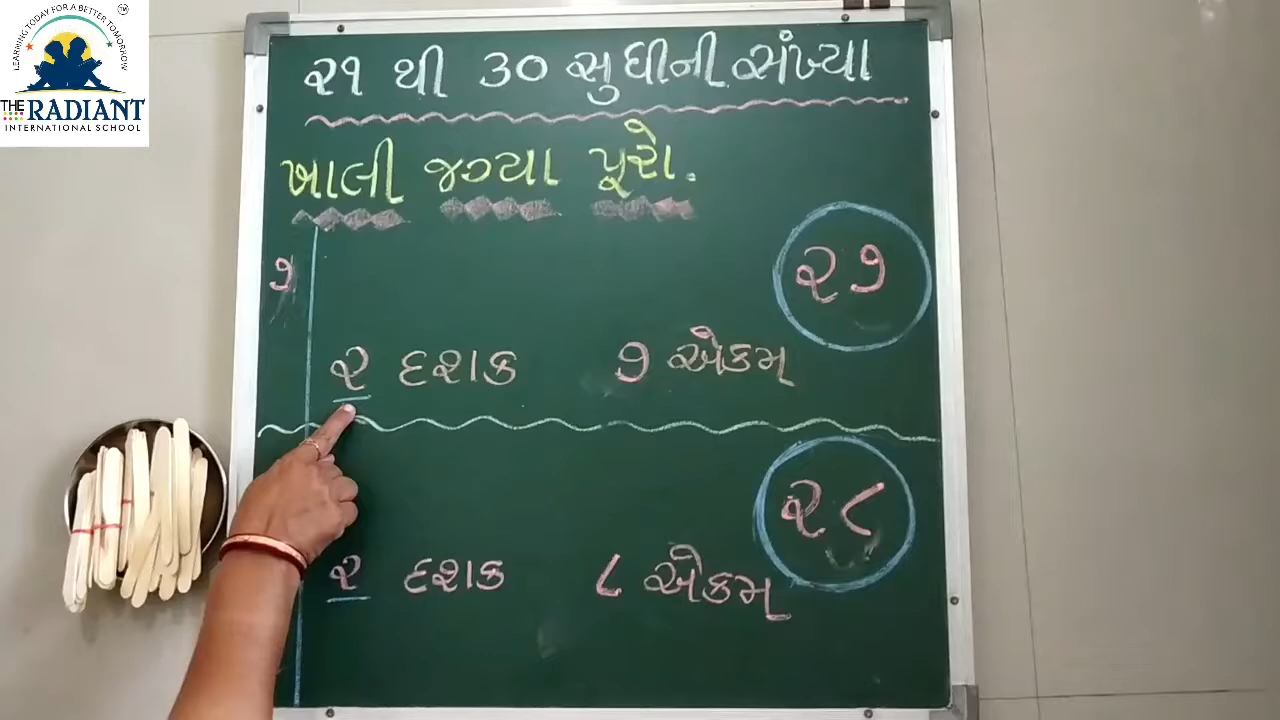 LEARNING TODAY FOR A BETTER TOMORROW
THE RADIANT
INTERNATIONAL SCHOOL
૨૧ થી ૩૦ સુધીની સંખ્યા
ખાલી જગ્યા પૂરો.
૭
૨૭
૨ દશક ૭ એકમ્
૨૮
૨ દશક ૮ એકમ્